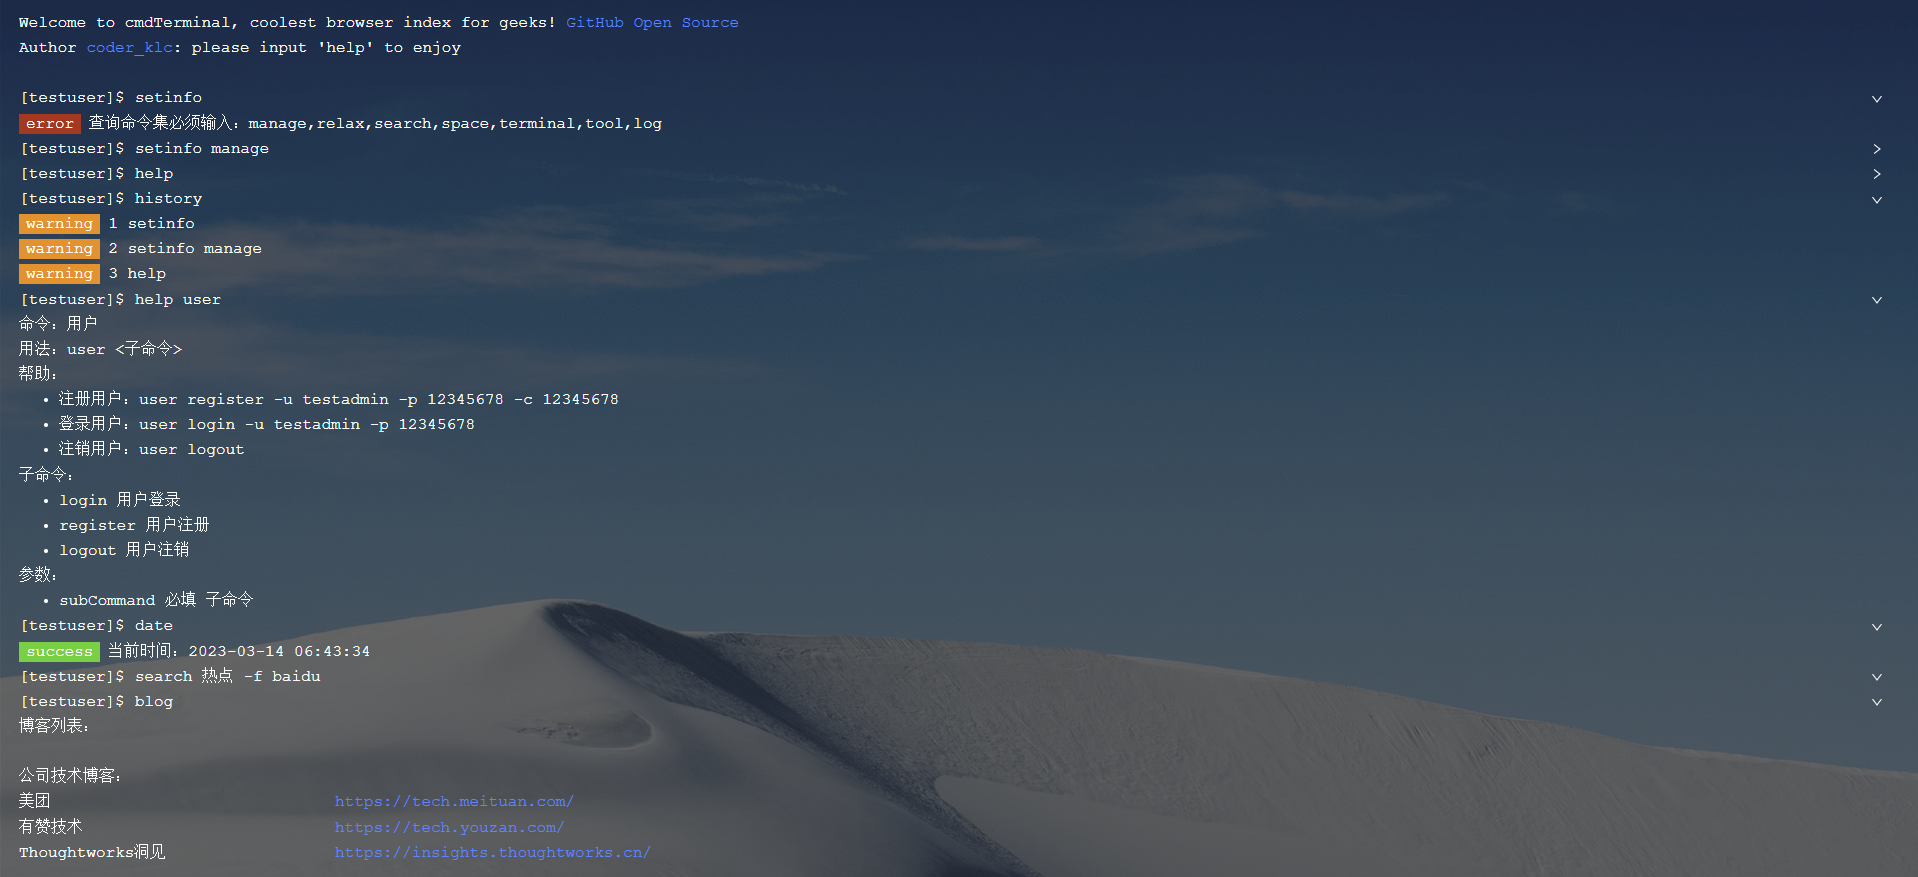 Welcome to cmdTerminal, coolest browser index for geeks! GitHub Open Source
Author coder_klc: please input 'help' to enjoy
[testuser]$ setinfo
error 查询命令集必须输入：manage,relax,search,space,terminal,tool,log
[testuser]$ setinfo manage
[testuser]$ help
[testuser]$ history
warning 1 setinfo
warning 2 setinfo manage
warning 3 help
[testuser]$ help user
命令：用户
用法：user <子命令>
帮助：
• 注册用户：user register -u testadmin -p 12345678 -c 12345678
• 登录用户：user login -u testadmin -p 12345678
• 注销用户：user logout
子命令：
• login 用户登录
• register 用户注册
• logout 用户注销
参数：
• subCommand 必填 子命令
[testuser]$ date
success 当前时间：2023-03-14 06:43:34
[testuser]$ search 热点 -f baidu
[testuser]$ blog
博客列表：
公司技术博客：
美团 https://tech.meituan.com/
有赞技术 https://tech.youzan.com/
Thoughtworks洞见 https://insights.thoughtworks.cn/